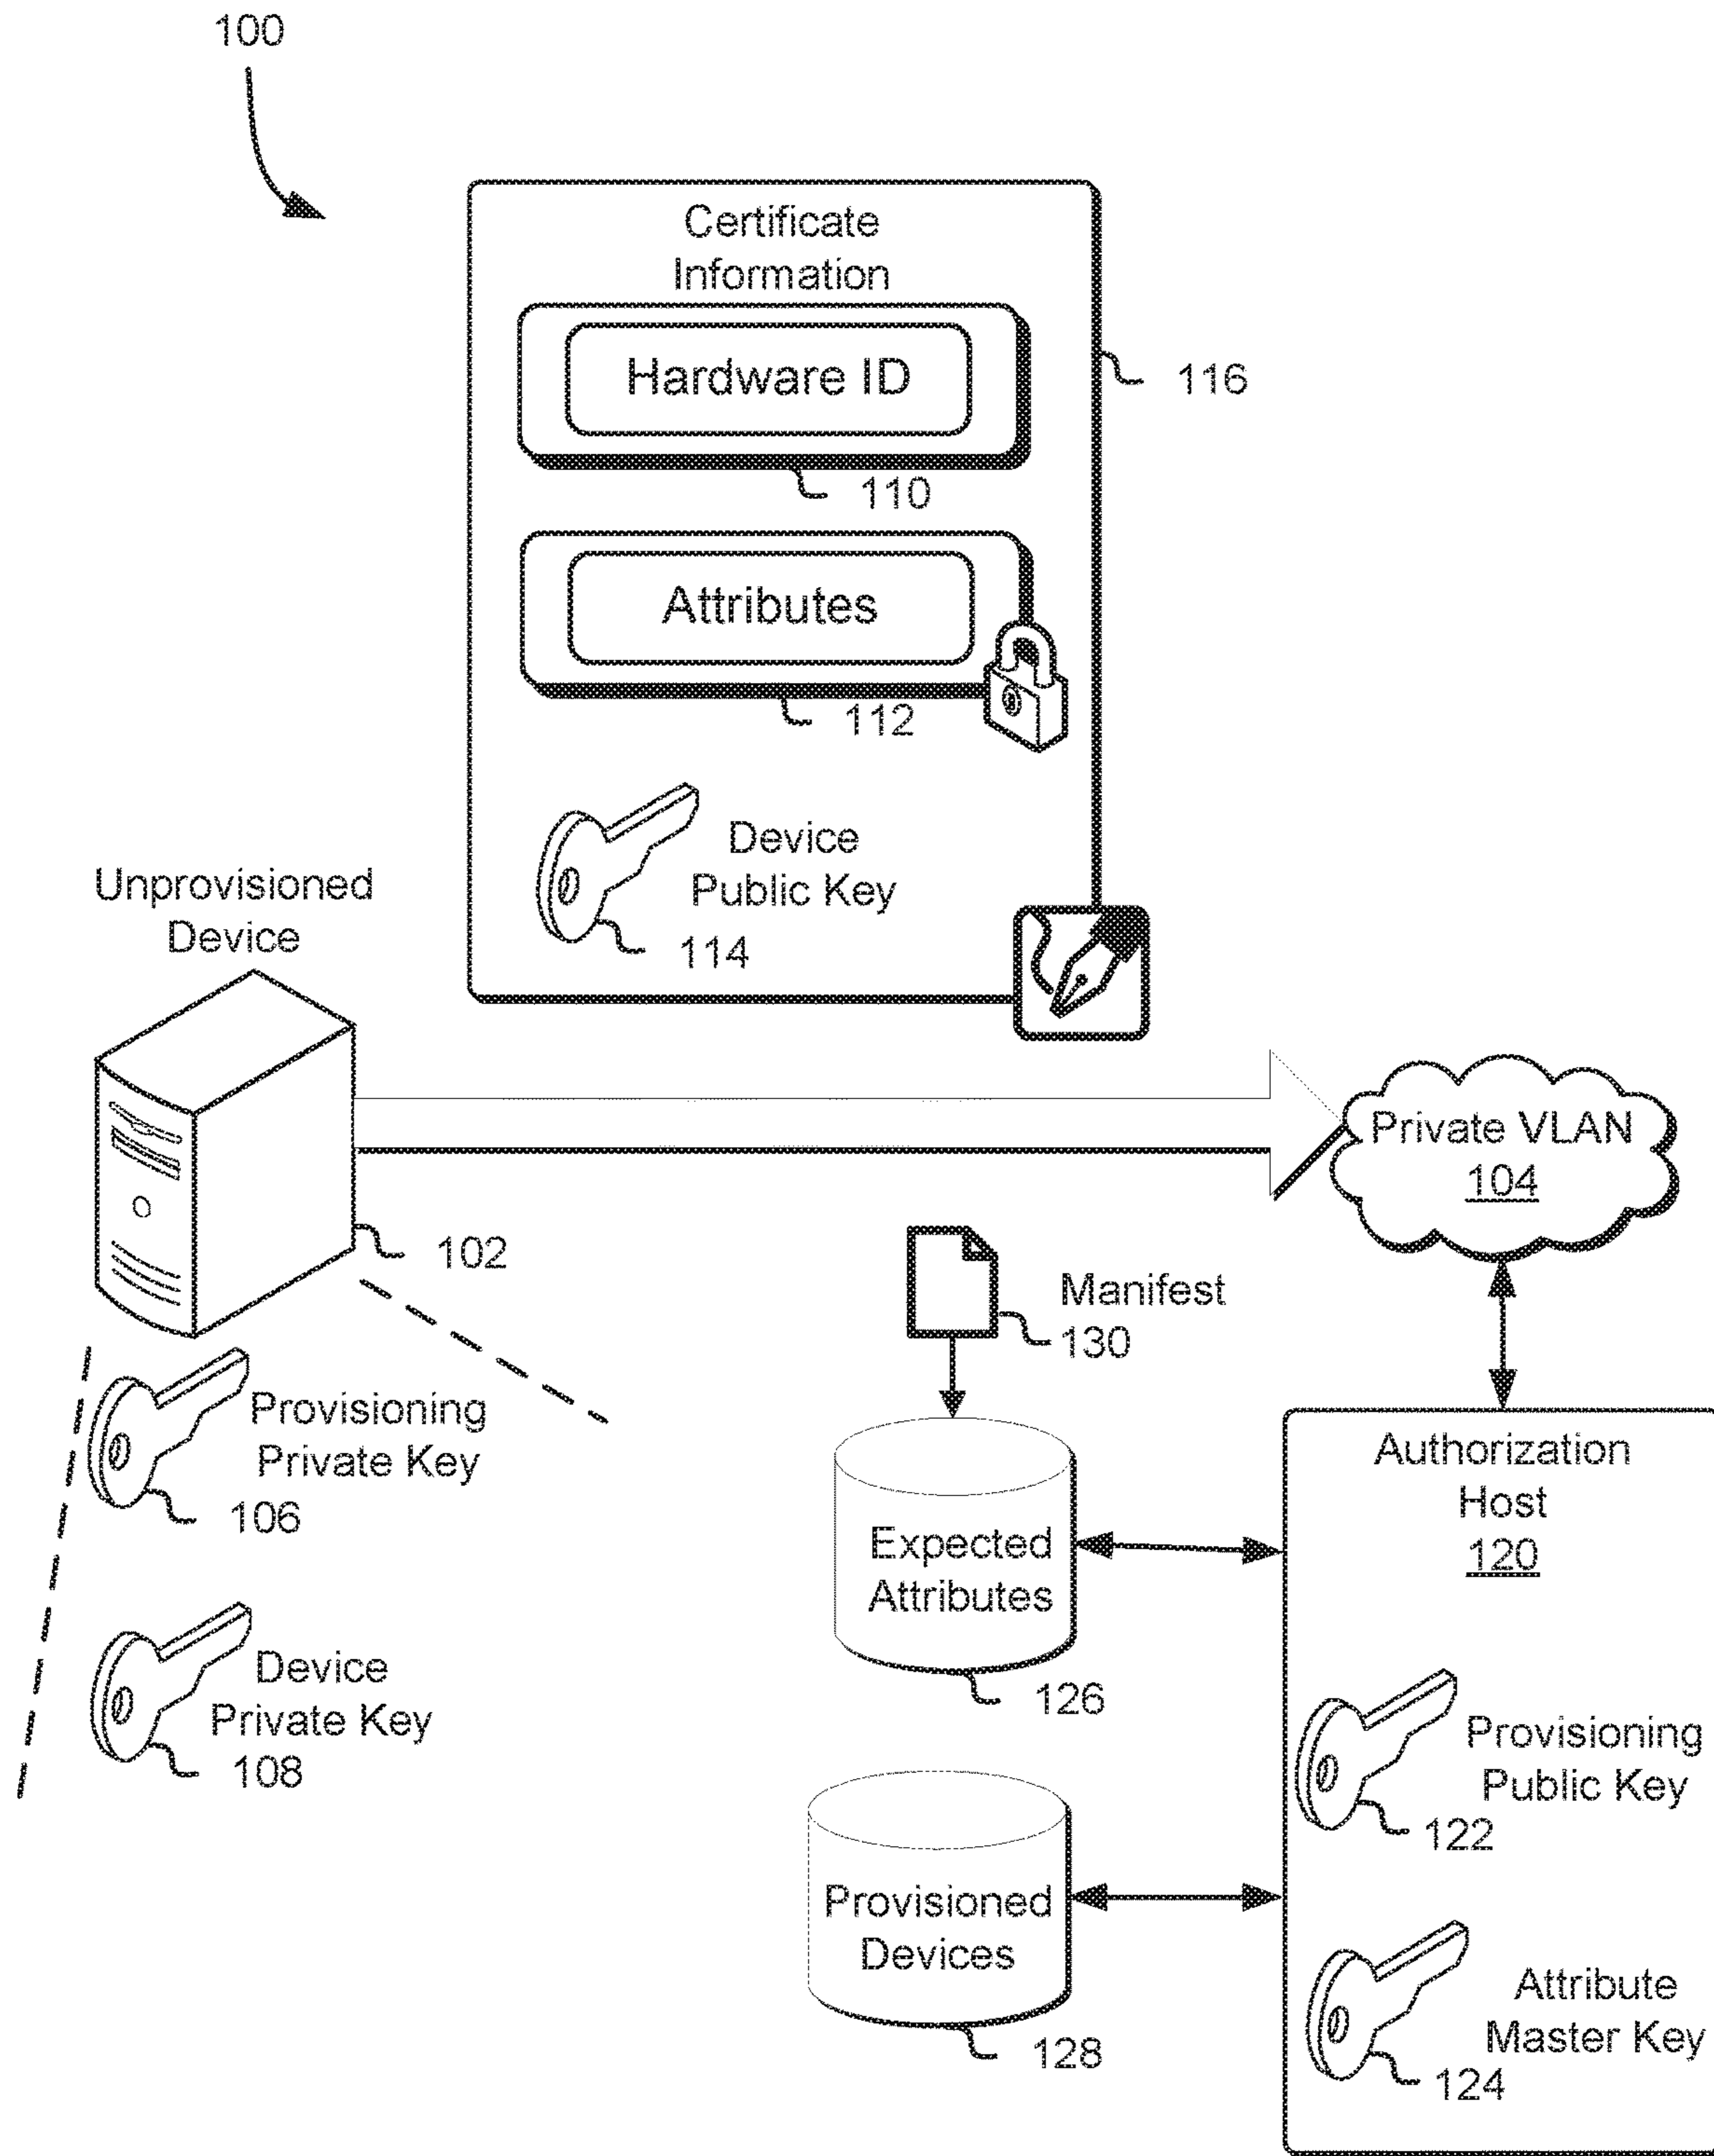 100
Certificate
Information
Hardware ID
116
110
Attributes
112
Device
Public Key
114
Unprovisioned
Device
Private VLAN
104
102
Manifest
130
Provisioning
Private Key
106
Authorization
Host
120
Expected
Attributes
126
Device
Private Key
108
Provisioning
Public Key
122
Provisioned
Devices
128
Attribute
Master Key
124